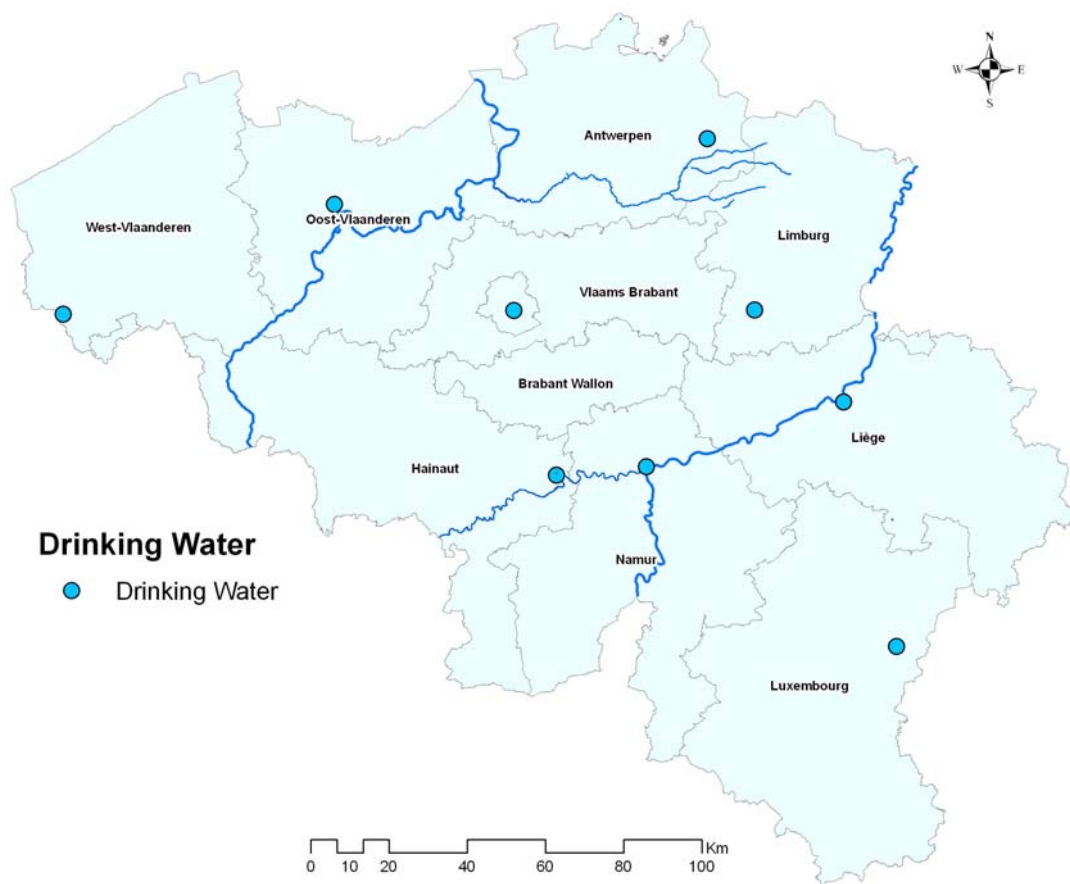 N
W E
S
Antwerpen
Oost-Vlaanderen
West-Vlaanderen
Limburg
Vlaams Brabant
Brabant Wallon
Liège
Hainaut
Namur
Luxembourg
Drinking Water
Drinking Water
Km
0 10 20 40 60 80 100